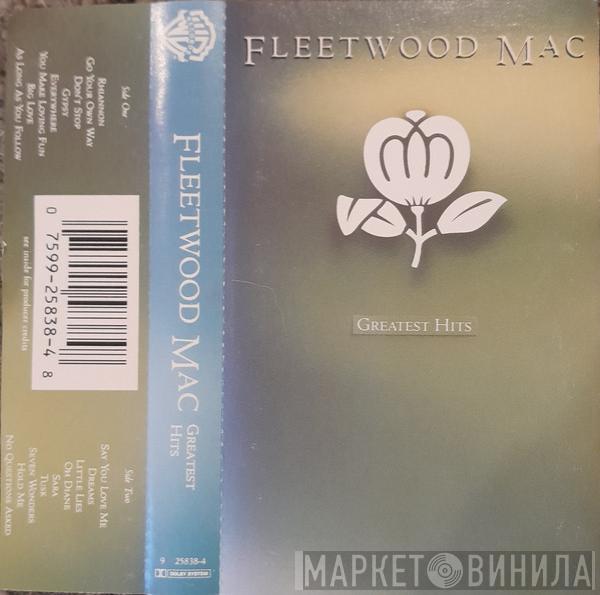 FLEETWOOD MAC
GREATEST HITS
FLEETWOOD MAC
GREATEST
HITS
9 25838-4
DOLBY SYSTEM
Side One
RHIANNON
GO YOUR OWN WAY
DON'T STOP
GYPSY
EVERYWHERE
YOU MAKE LOVING FUN
BIG LOVE
AS LONG AS YOU FOLLOW
0 7599-25838-4 8
see inside for producer credits
Side Two
SAY YOU LOVE ME
DREAMS
LITTLE LIES
OH DIANE
SARA
TUSK
SEVEN WONDERS
HOLD ME
NO QUESTIONS ASKED
МАРКЕТ ВИНИЛА